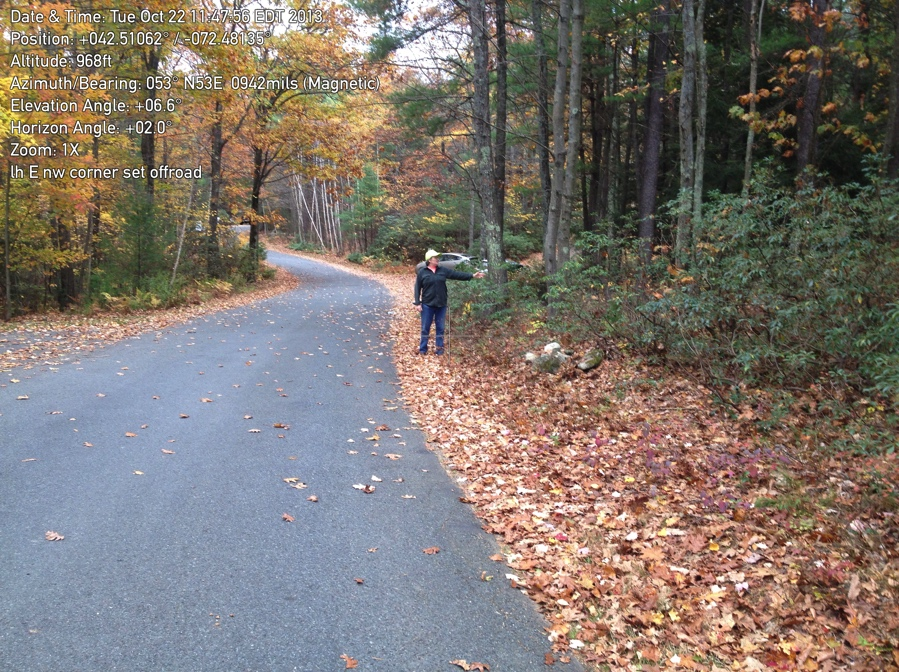 Date & Time: Tue Oct 22 11:47:56 EDT 2013
Position: +042.51062° / -072.48135°
Altitude: 968ft
Azimuth/Bearing: 053° N53E 0942mils (Magnetic)
Elevation Angle: +06.6°
Horizon Angle: +02.0°
Zoom: 1X
lh E nw corner set offroad